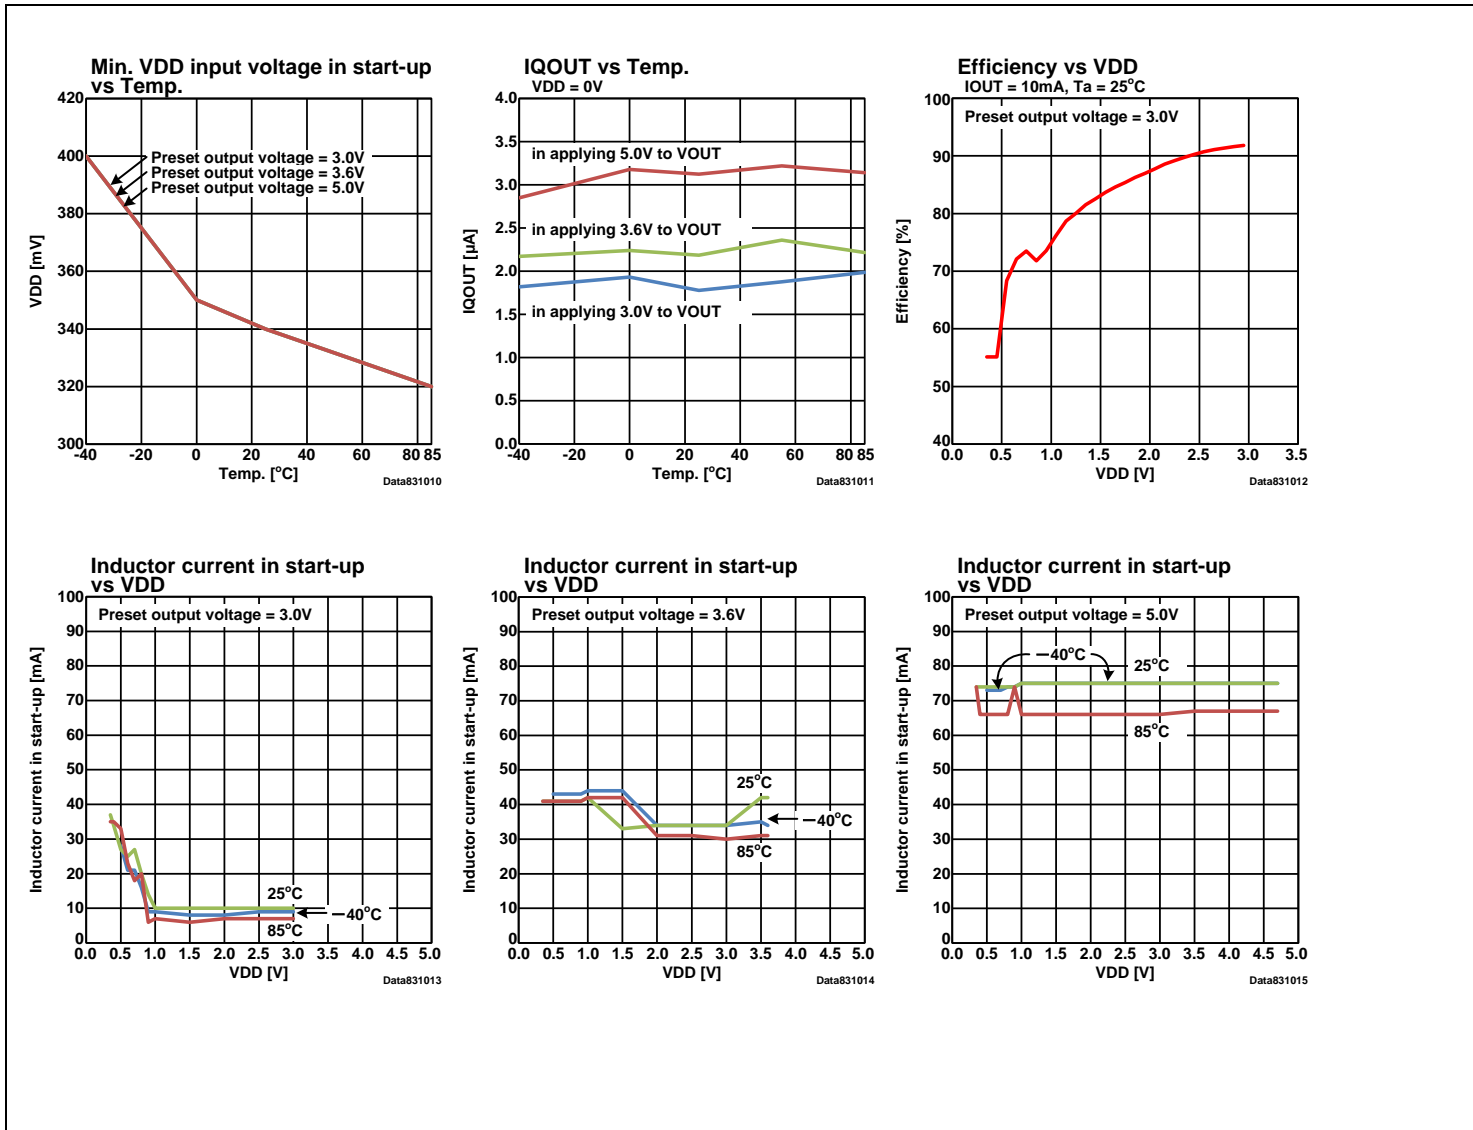 Min. VDD input voltage in start-up
vs Temp.
420
400
380
360
340
320
300
VDD [mV]
Preset output voltage = 3.0V
Preset output voltage = 3.6V
Preset output voltage = 5.0V
-40 -20 0 20 40 60 80 85
Temp. [°C]
Data831010
IQOUT vs Temp.
VDD = 0V
4.0
3.5
3.0
2.5
2.0
1.5
1.0
0.5
0.0
IQOUT [µA]
in applying 5.0V to VOUT
in applying 3.6V to VOUT
in applying 3.0V to VOUT
-40 -20 0 20 40 60 80 85
Temp. [°C]
Data831011
Efficiency vs VDD
IOUT = 10mA, Ta = 25°C
100
90
80
70
60
50
40
Efficiency [%]
Preset output voltage = 3.0V
0.0 0.5 1.0 1.5 2.0 2.5 3.0 3.5
VDD [V]
Data831012
Inductor current in start-up
vs VDD
100
90
80
70
60
50
40
30
20
10
0
Inductor current in start-up [mA]
Preset output voltage = 3.0V
25°C
−40°C
85°C
0.0 0.5 1.0 1.5 2.0 2.5 3.0 3.5 4.0 4.5 5.0
VDD [V]
Data831013
Inductor current in start-up
vs VDD
100
90
80
70
60
50
40
30
20
10
0
Inductor current in start-up [mA]
Preset output voltage = 3.6V
25°C
−40°C
85°C
0.0 0.5 1.0 1.5 2.0 2.5 3.0 3.5 4.0 4.5 5.0
VDD [V]
Data831014
Inductor current in start-up
vs VDD
100
90
80
70
60
50
40
30
20
10
0
Inductor current in start-up [mA]
Preset output voltage = 5.0V
−40°C
25°C
85°C
0.0 0.5 1.0 1.5 2.0 2.5 3.0 3.5 4.0 4.5 5.0
VDD [V]
Data831015